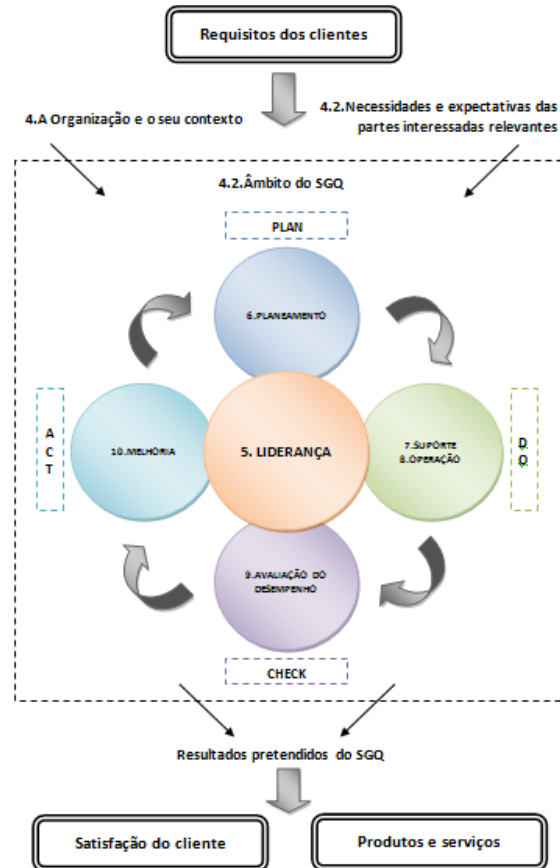 Requisitos dos clientes
4.A Organização e o seu contexto
4.2.Necessidades e expectativas das
partes interessadas relevantes
4.2.Âmbito do SGQ
PLAN
6.PLANEAMENTO
A
C
T
10.MELHÓRIA
5. LIDERANÇA
7.SUPORTE
8.OPERAÇÃO
D
O
9.AVALIAÇÃO DO
DESEMPENHO
CHECK
Resultados pretendidos do SGQ
Satisfação do cliente
Produtos e serviços